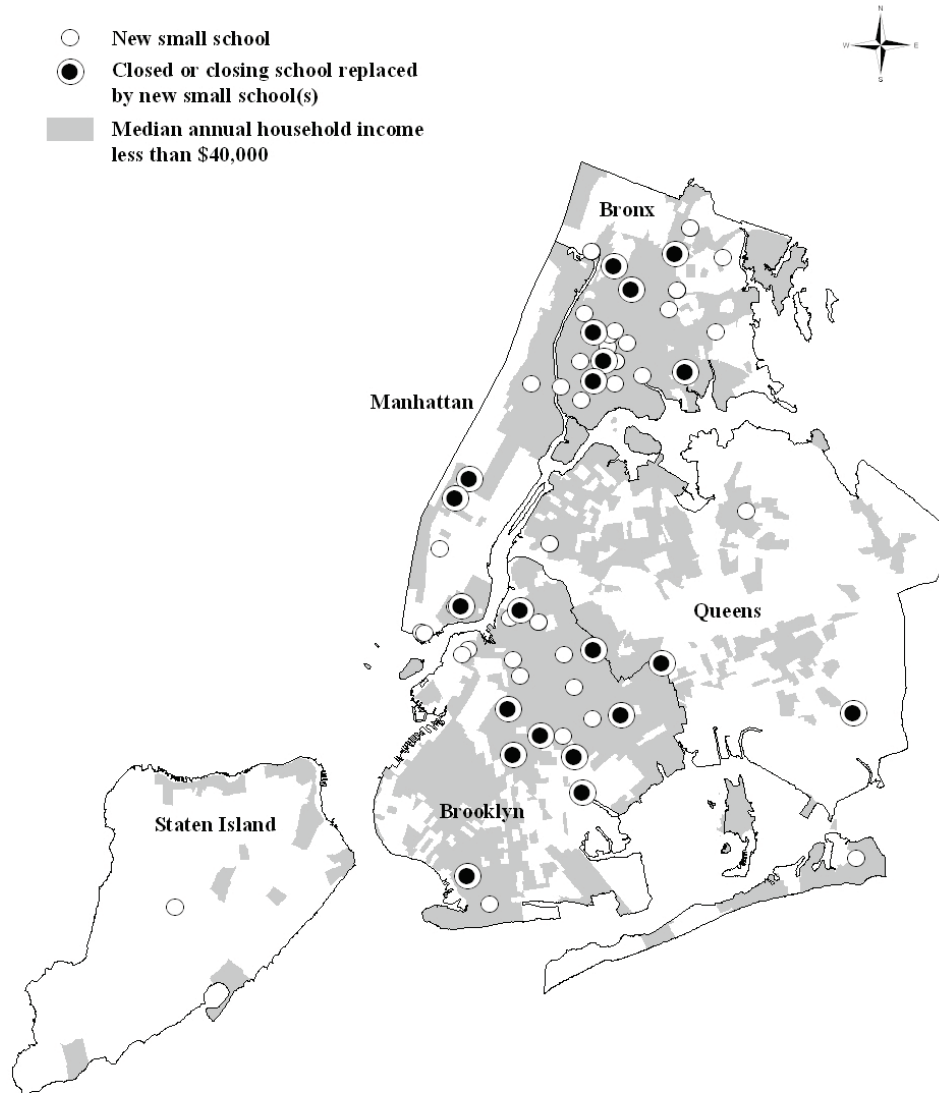 New small school
Closed or closing school replaced
by new small school(s)
Median annual household income
less than $40,000
N
W
E
S
Bronx
Manhattan
Queens
Brooklyn
Staten Island